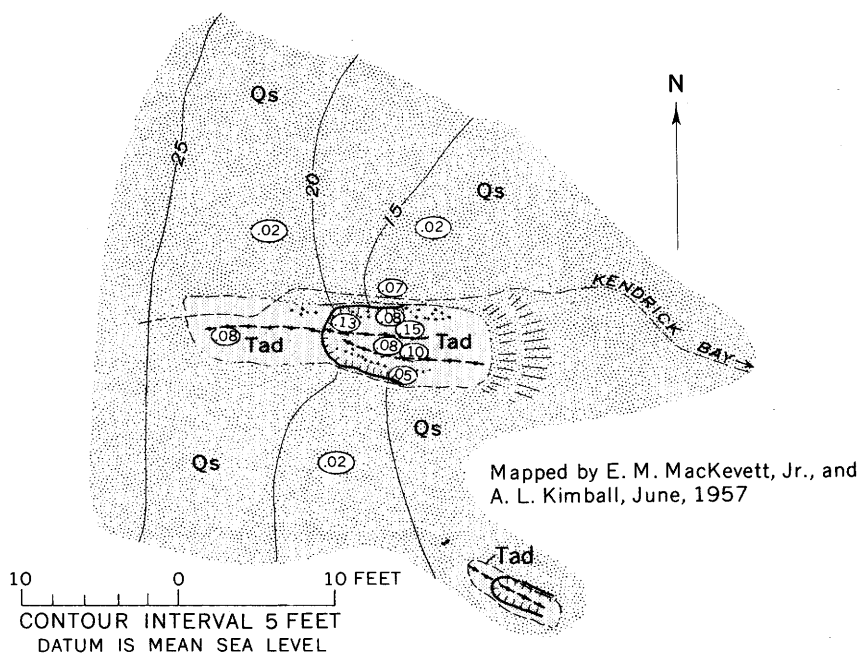 Qs
N
25
20
Qs
15
.02
.02
.07
KENDRICK BAY
.13
.08
.15
.08
Tad
.08
.10
Tad
.05
Qs
Qs
.02
Mapped by E. M. MacKevett, Jr., and
A. L. Kimball, June, 1957
Tad
10 0 10 FEET
CONTOUR INTERVAL 5 FEET
DATUM IS MEAN SEA LEVEL